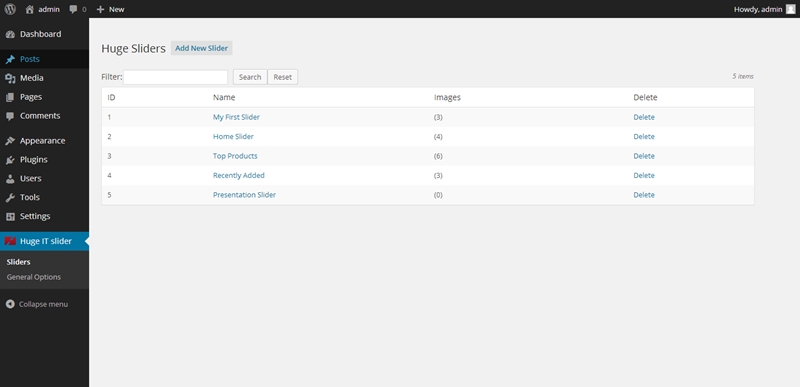 admin 0 + New Howdy, admin
Dashboard
Posts
Media
Pages
Comments
Appearance
Plugins
Users
Tools
Settings
Huge IT slider
Sliders
General Options
Collapse menu
Huge Sliders Add New Slider
Filter: Search Reset 5 items
ID Name Images Delete
1 My First Slider (3) Delete
2 Home Slider (4) Delete
3 Top Products (6) Delete
4 Recently Added (3) Delete
5 Presentation Slider (0) Delete